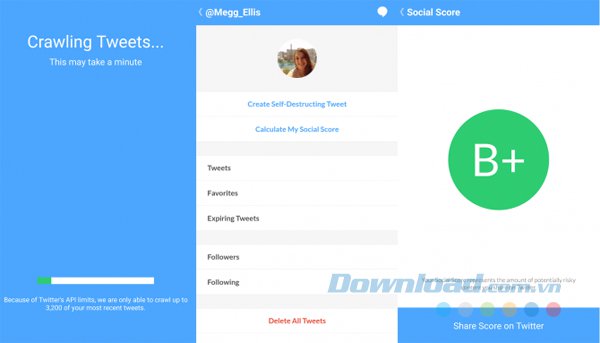 Crawling Tweets...
This may take a minute
Because of Twitter's API limits, we are only able to crawl up to
3,200 of your most recent tweets.
@Megg_Ellis
Create Self-Destructing Tweet
Calculate My Social Score
Tweets
Favorites
Expiring Tweets
Followers
Following
Delete All Tweets
Social Score
B+
Your Social Score represents the amount of potentially risky
Download.com.vn
Share Score on Twitter